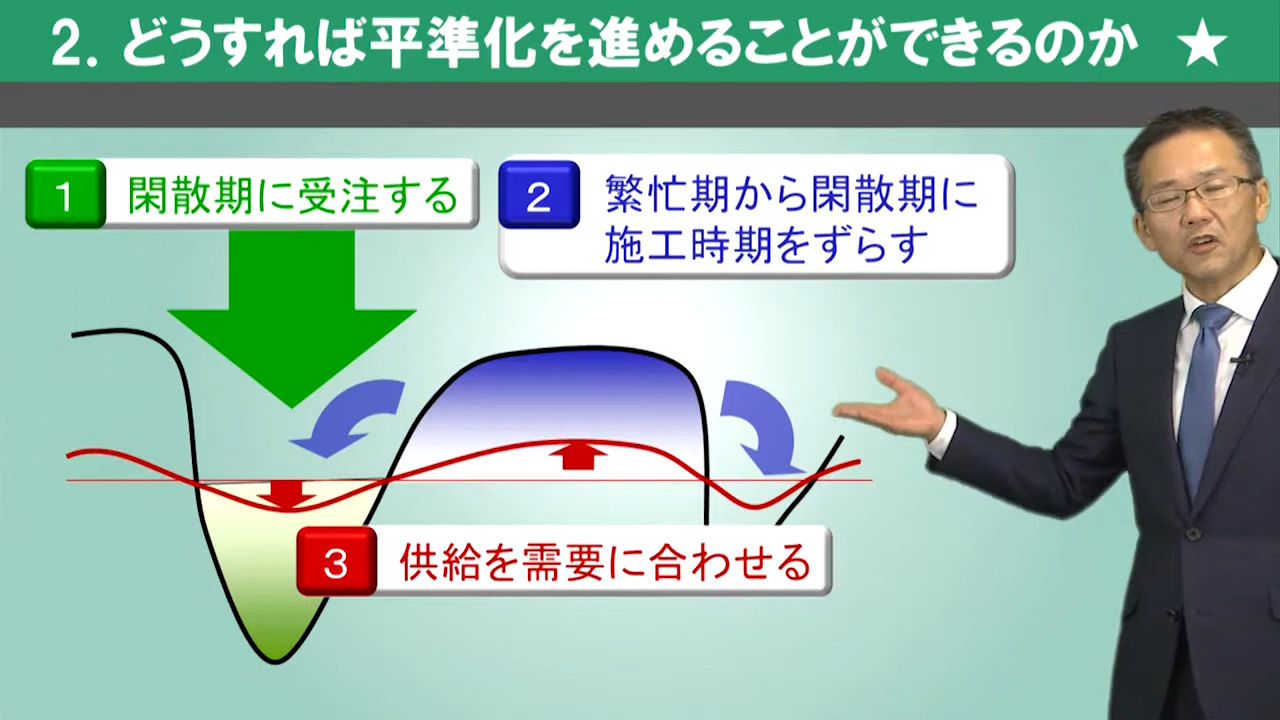 2. どうすれば平準化を進めることができるのか ★
1 閑散期に受注する
2 繁忙期から閑散期に
施工時期をずらす
3 供給を需要に合わせる